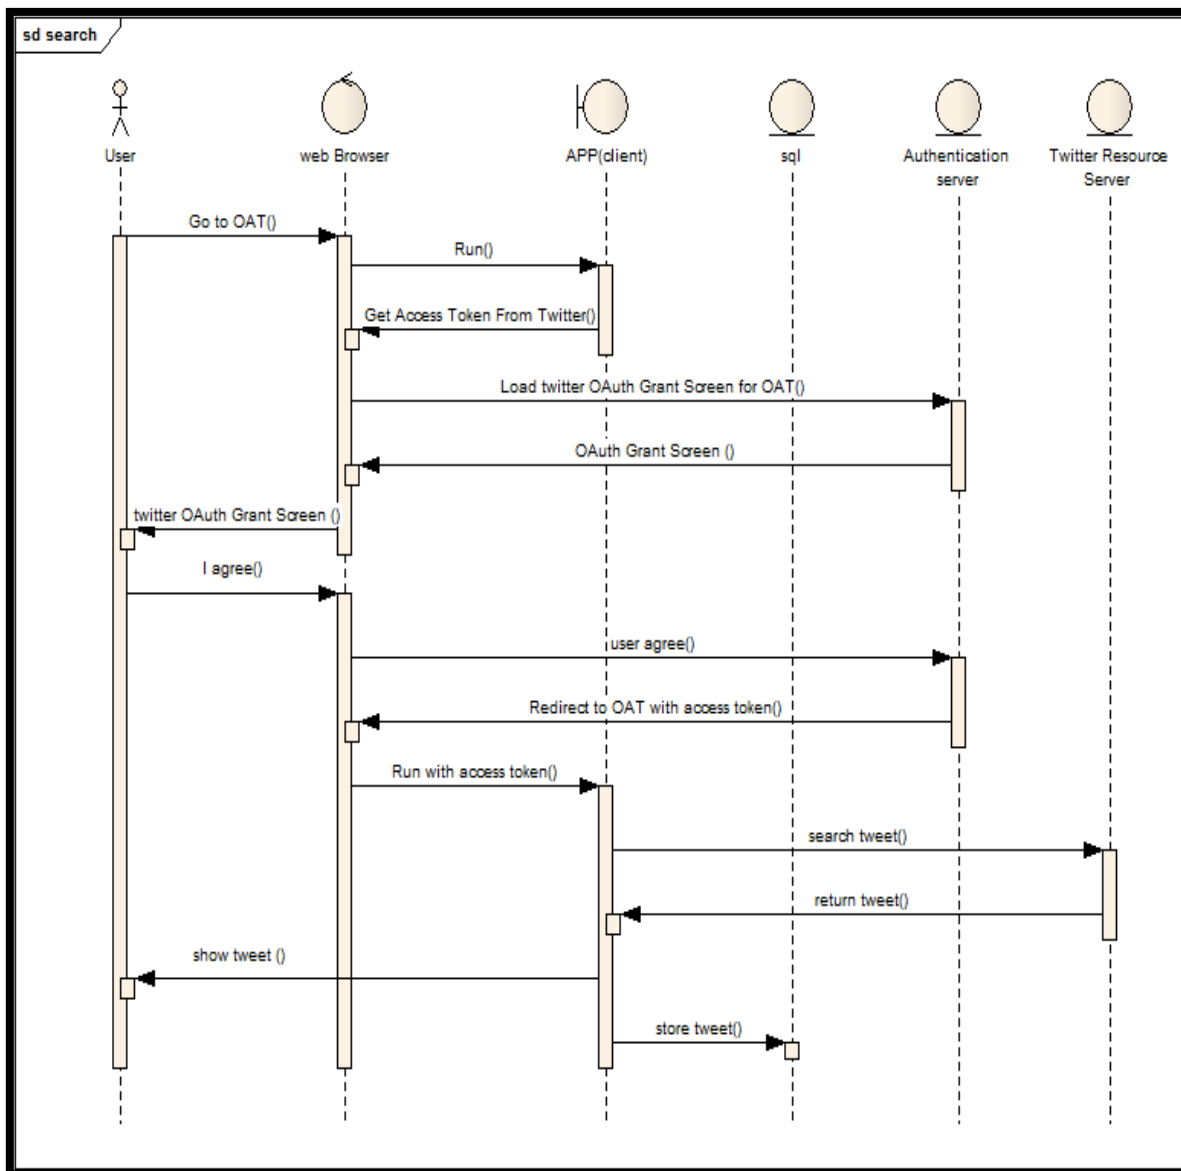 sd search
User
web Browser
APP(client)
sql
Authentication
server
Twitter Resource
Server
Go to OAT()
Run()
Get Access Token From Twitter()
Load twitter OAuth Grant Screen for OAT()
OAuth Grant Screen ()
twitter OAuth Grant Screen ()
I agree()
user agree()
Redirect to OAT with access token()
Run with access token()
search tweet()
return tweet()
show tweet ()
store tweet()